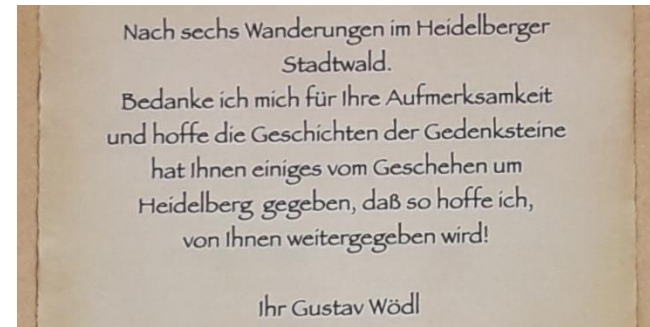 Nach sechs Wanderungen im Heidelberger
Stadtwald.
Bedanke ich mich für Ihre Aufmerksamkeit
und hoffe die Geschichten der Gedenksteine
hat Ihnen einiges vom Geschehen um
Heidelberg gegeben, daß so hoffe ich,
von Ihnen weitergegeben wird!
Ihr Gustav Wödl